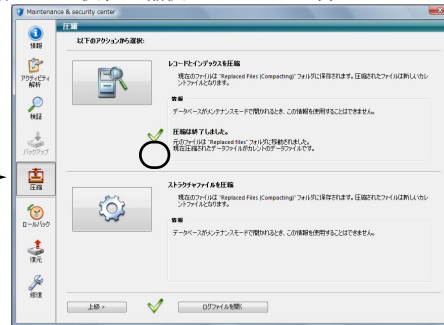 Maintenance & security center
圧縮
情報
アクティビティ
解析
検証
バックアップ
圧縮
ロールバック
復元
修復
以下のアクションから選択:
レコードとインデックスを圧縮
現在のファイルは "Replaced Files (Compacting)" フォルダに保存されます。圧縮されたファイルは新しいカレ
ントファイルとなります。
情報
データベースがメンテナンスモードで開かれるとき、この情報を使用することはできません。
圧縮は終了しました。
元のファイルは "Replaced files" フォルダに移動されました。
現在圧縮されたデータファイルがカレントのデータファイルです。
ストラクチャファイルを圧縮
現在のファイルは "Replaced Files (Compacting)" フォルダに保存されます。圧縮されたファイルは新しいカレ
ントファイルとなります。
情報
データベースがメンテナンスモードで開かれるとき、この情報を使用することはできません。
上級 >
ログファイルを開く